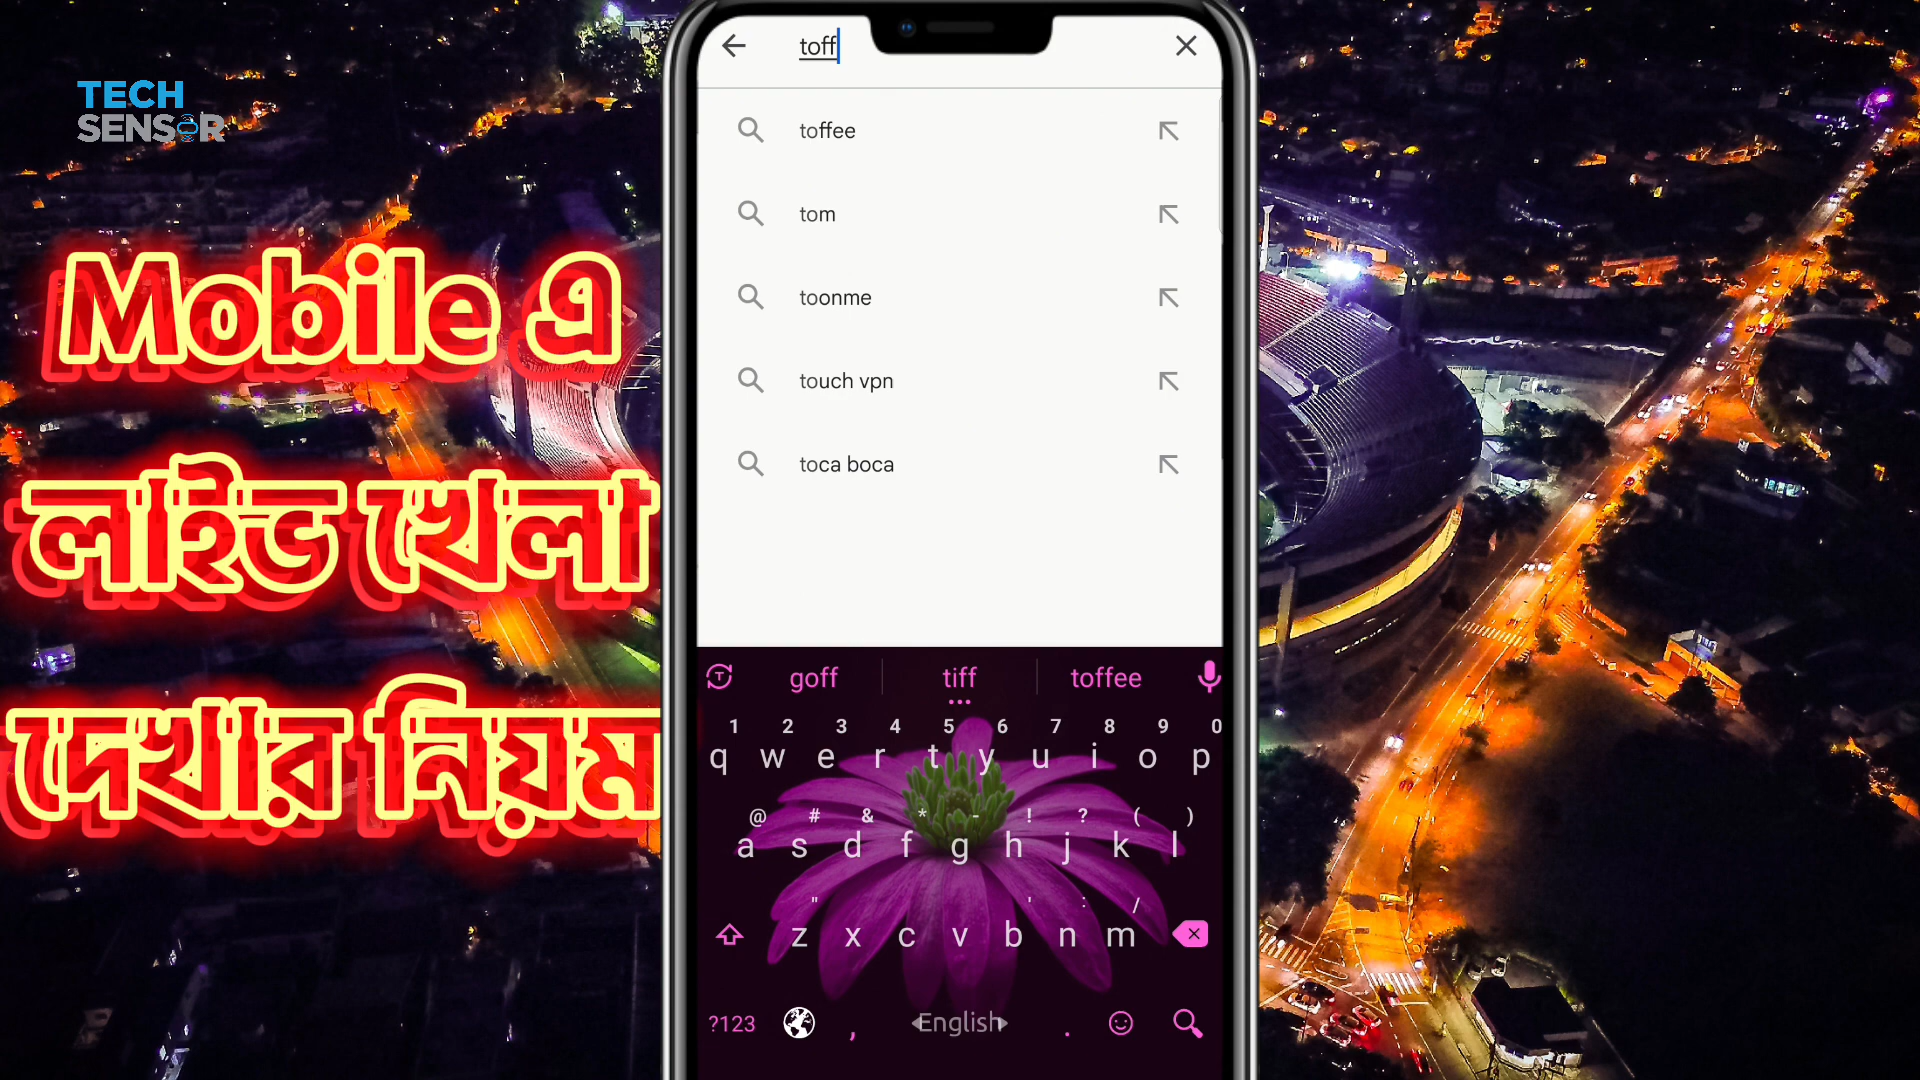 TECH
SENSOR
Mobile এ
লাইভ খেলা
দেখার নিয়ম
toff
toffee
tom
toonme
touch vpn
toca boca
goff tiff toffee
1 2 3 4 5 6 7 8 9 0
q w e r t y u i o p
@ # & * - ! ? ( )
a s d f g h j k l
" ' : /
z x c v b n m
?123 , English .